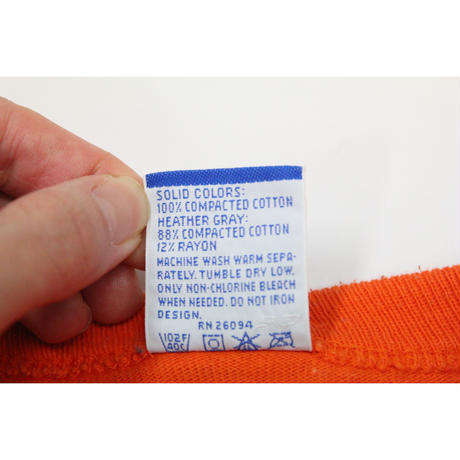 SOLID COLORS:
100% COMPACTED COTTON
HEATHER GRAY:
88% COMPACTED COTTON
12% RAYON
MACHINE WASH WARM SEPA-
RATELY. TUMBLE DRY LOW.
ONLY NON-CHLORINE BLEACH
WHEN NEEDED. DO NOT IRON
DESIGN.
RN 26094
102F
40C